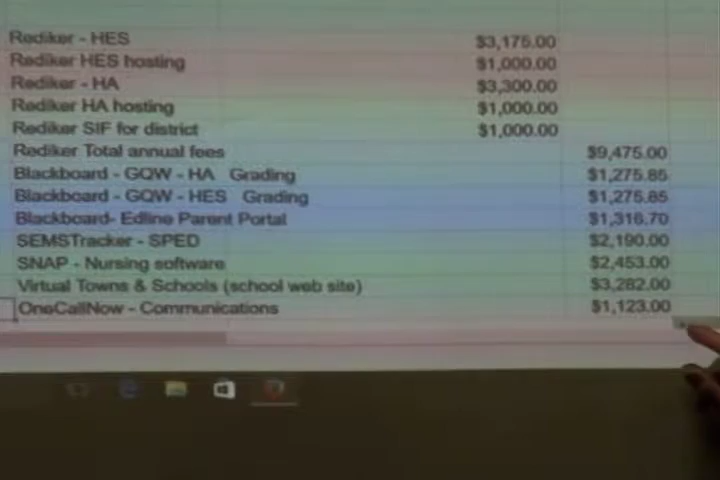 Rediker - HES $3,175.00
Rediker HES hosting $1,000.00
Rediker - HA $3,300.00
Rediker HA hosting $1,000.00
Rediker SIF for district $1,000.00
Rediker Total annual fees $9,475.00
Blackboard - GQW - HA Grading $1,275.85
Blackboard - GQW - HES Grading $1,275.85
Blackboard- Edline Parent Portal $1,316.70
SEMSTracker - SPED $2,190.00
SNAP - Nursing software $2,453.00
Virtual Towns & Schools (school web site) $3,282.00
OneCallNow - Communications $1,123.00